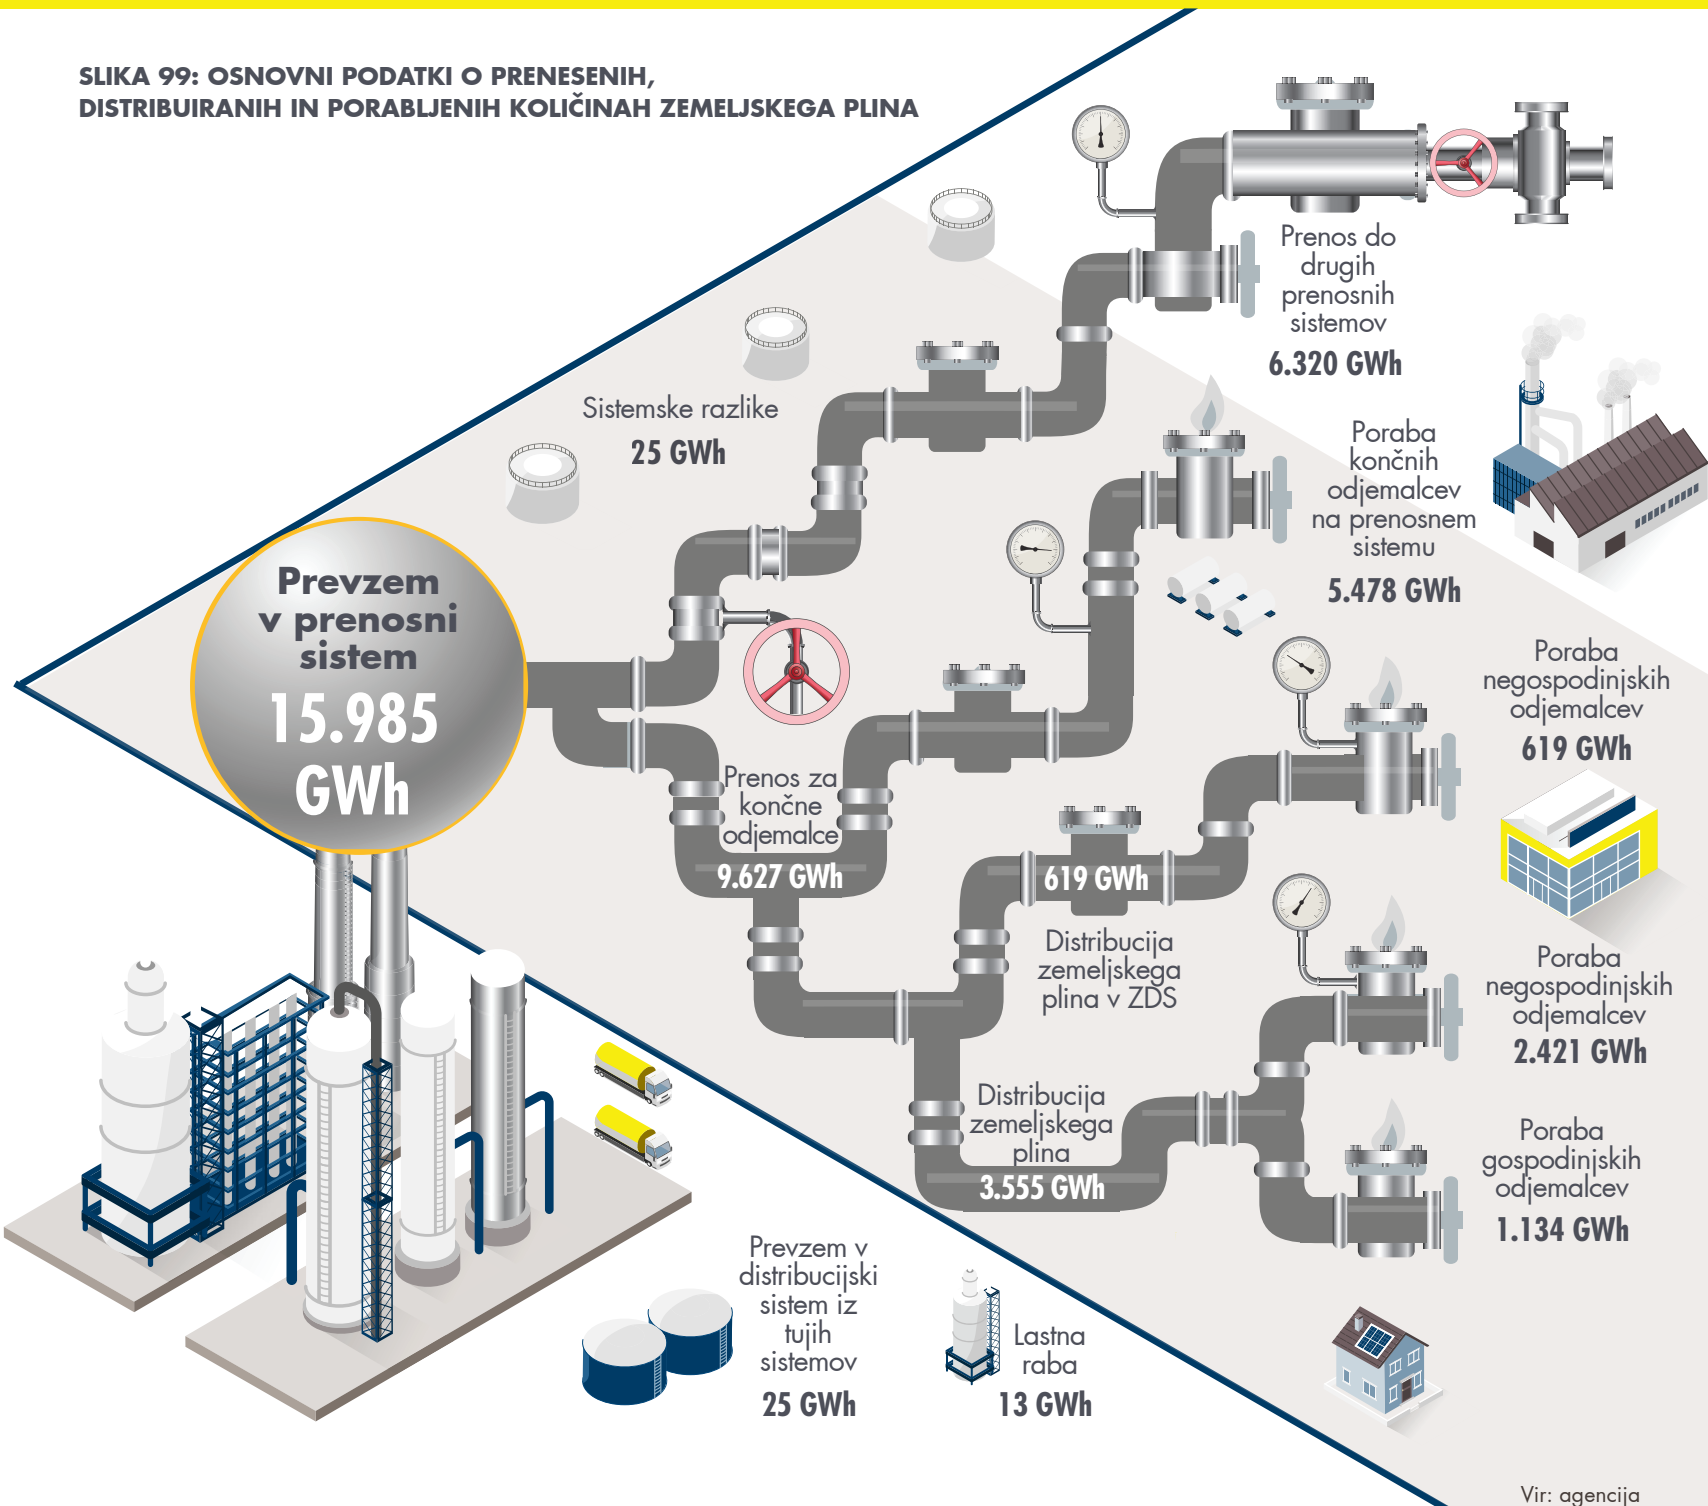 SLIKA 99: OSNOVNI PODATKI O PRENESENIH,
DISTRIBUIRANIH IN PORABLJENIH KOLIČINAH ZEMELJSKEGA PLINA
Prenos do
drugih
prenosnih
sistemov
6.320 GWh
Sistemske razlike
25 GWh
Poraba
končnih
odjemalcev
na prenosnem
sistemu
5.478 GWh
Prevzem
v prenosni
sistem
15.985
GWh
Poraba
negospodinjskih
odjemalcev
619 GWh
Prenos za
končne
odjemalce
9.627 GWh
619 GWh
Distribucija
zemeljskega
plina v ZDS
Poraba
negospodinjskih
odjemalcev
2.421 GWh
Distribucija
zemeljskega
plina
3.555 GWh
Poraba
gospodinjskih
odjemalcev
1.134 GWh
Prevzem v
distribucijski
sistem iz
tujih
sistemov
25 GWh
Lastna
raba
13 GWh
Vir: agencija